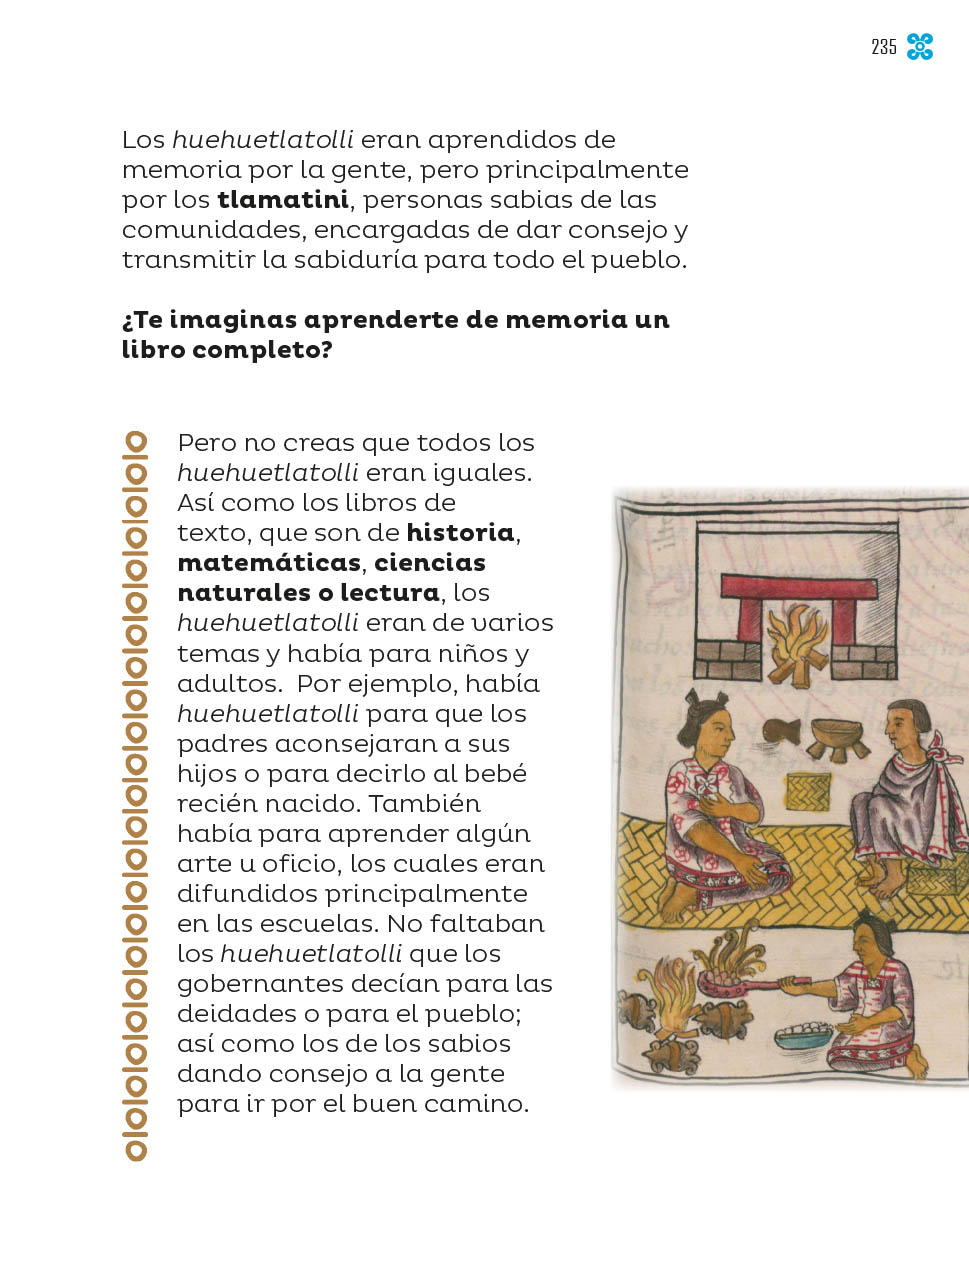 235
Los huehuetlatolli eran aprendidos de
memoria por la gente, pero principalmente
por los tlamatini, personas sabias de las
comunidades, encargadas de dar consejo y
transmitir la sabiduría para todo el pueblo.
¿Te imaginas aprenderte de memoria un
libro completo?
Pero no creas que todos los
huehuetlatolli eran iguales.
Así como los libros de
texto, que son de historia,
matemáticas, ciencias
naturales o lectura, los
huehuetlatolli eran de varios
temas y había para niños y
adultos. Por ejemplo, había
huehuetlatolli para que los
padres aconsejaran a sus
hijos o para decirlo al bebé
recién nacido. También
había para aprender algún
arte u oficio, los cuales eran
difundidos principalmente
en las escuelas. No faltaban
los huehuetlatolli que los
gobernantes decían para las
deidades o para el pueblo;
así como los de los sabios
dando consejo a la gente
para ir por el buen camino.